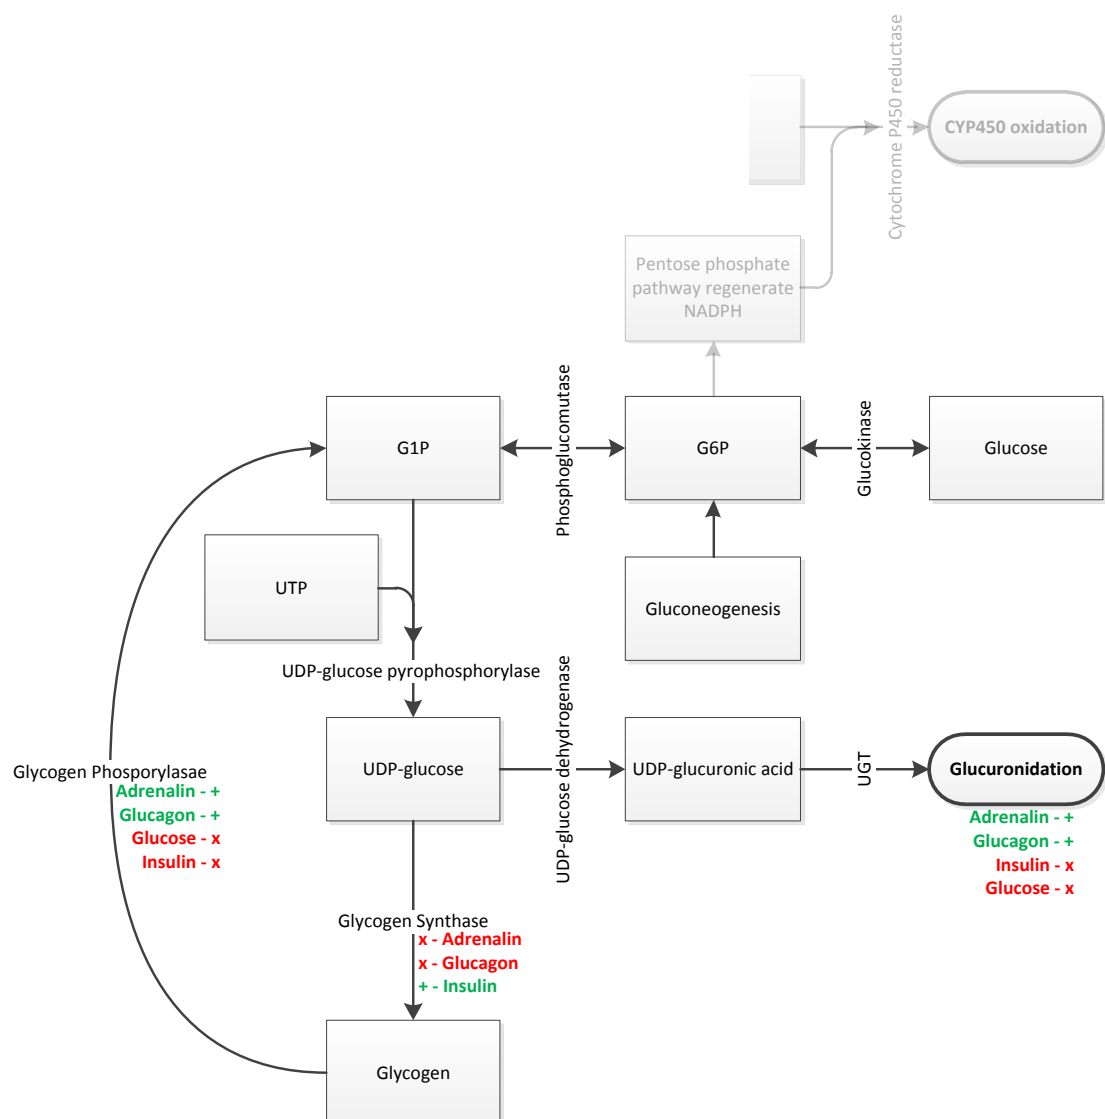 Cytochrome P450 reductase
CYP450 oxidation
Pentose phosphate
pathway regenerate
NADPH
G1P
Phosphoglucomutase
G6P
Glucokinase
Glucose
UTP
Gluconeogenesis
UDP-glucose pyrophosphorylase
UDP-glucose
UDP-glucose dehydrogenase
UDP-glucuronic acid
UGT
Glucuronidation
Adrenalin - +
Glucagon - +
Insulin - x
Glucose - x
Glycogen Phosporylasae
Adrenalin - +
Glucagon - +
Glucose - x
Insulin - x
Glycogen Synthase
x - Adrenalin
x - Glucagon
+ - Insulin
Glycogen